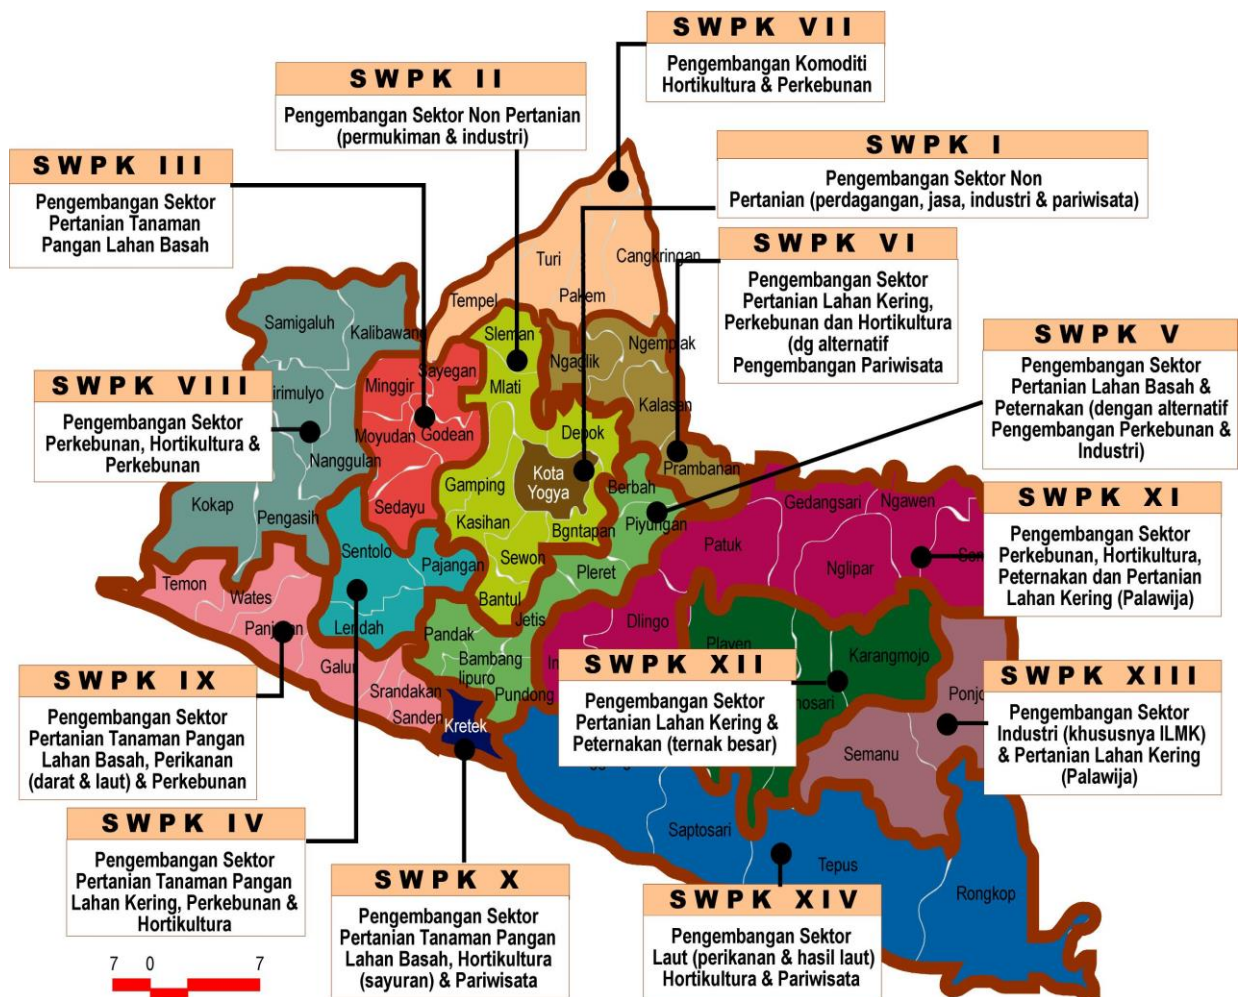 SWPK VII
Pengembangan Komoditi
Hortikultura & Perkebunan
SWPK II
Pengembangan Sektor Non Pertanian
(permukiman & industri)
SWPK I
Pengembangan Sektor Non
Pertanian (perdagangan, jasa, industri & pariwisata)
SWPK III
Pengembangan Sektor
Pertanian Tanaman
Pangan Lahan Basah
SWPK VI
Pengembangan Sektor
Pertanian Lahan Kering,
Perkebunan dan Hortikultura
(dg alternatif
Pengembangan Pariwisata
SWPK V
Pengembangan Sektor
Pertanian Lahan Basah &
Peternakan (dengan alternatif
Pengembangan Perkebunan &
Industri)
SWPK VIII
Pengembangan Sektor
Perkebunan, Hortikultura &
Perkebunan
SWPK XI
Pengembangan Sektor
Perkebunan, Hortikultura,
Peternakan dan Pertanian
Lahan Kering (Palawija)
SWPK XII
Pengembangan Sektor
Pertanian Lahan Kering &
Peternakan (ternak besar)
SWPK XIII
Pengembangan Sektor
Industri (khususnya ILMK)
& Pertanian Lahan Kering
(Palawija)
SWPK IX
Pengembangan Sektor
Pertanian Tanaman Pangan
Lahan Basah, Perikanan
(darat & laut) & Perkebunan
SWPK IV
Pengembangan Sektor
Pertanian Tanaman Pangan
Lahan Kering, Perkebunan &
Hortikultura
SWPK X
Pengembangan Sektor
Pertanian Tanaman Pangan
Lahan Basah, Hortikultura
(sayuran) & Pariwisata
SWPK XIV
Pengembangan Sektor
Laut (perikanan & hasil laut)
Hortikultura & Pariwisata
Turi
Cangkringan
Tempel
Pakem
Samigaluh
Kalibawang
Sleman
Ngaglik
Ngemplak
Minggir
Sayegan
Mlati
irimulyo
Kalasan
Moyudan
Godean
Depok
Nanggulan
Kota
Yogya
Prambanan
Gamping
Berbah
Gedangsari
Ngawen
Kokap
Pengasih
Sedayu
Kasihan
Bgntapan
Piyungan
Patuk
Sentolo
Pajangan
Sewon
Pleret
Nglipar
Temon
Wates
Bantul
Jetis
Dlingo
Panjatan
Lendah
Pandak
Playen
Karangmojo
Galur
Bambang
lipuro
Srandakan
Pundong
Sanden
Kretek
nosari
Ponjo
Semanu
Saptosari
Tepus
Rongkop
7 0 7